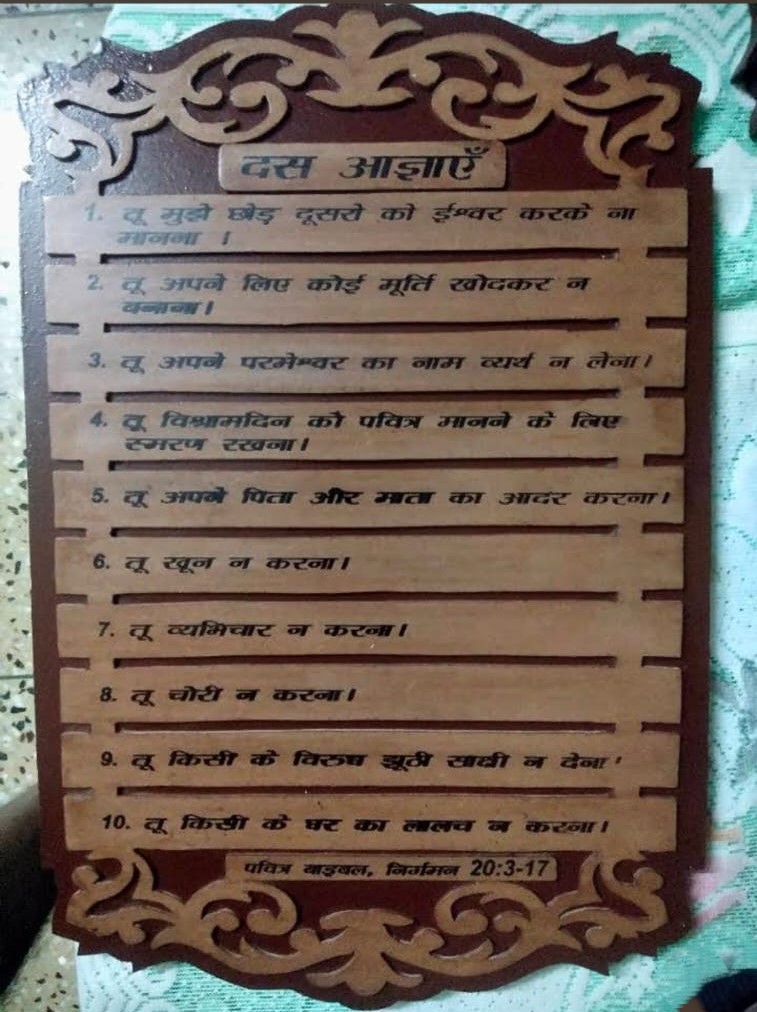 दस आज्ञाएँ
1. तू मुझे छोड़ दूसरो को ईश्वर करके ना
मानना ।
2. तू अपने लिए कोई मूर्ति खोदकर न
बनाना।
3. तू अपने परमेश्वर का नाम व्यर्थ न लेना।
4. तू विश्रामदिन को पवित्र मानने के लिए
स्मरण रखना।
5. तू अपने पिता और माता का आदर करना।
6. तू खून न करना।
7. तू व्यभिचार न करना।
8. तू चोरी न करना।
9. तू किसी के विरुध झूठी साक्षी न देना'
10. तू किसी के घर का लालच न करना।
पवित्र बाइबल, निर्गमन 20:3-17